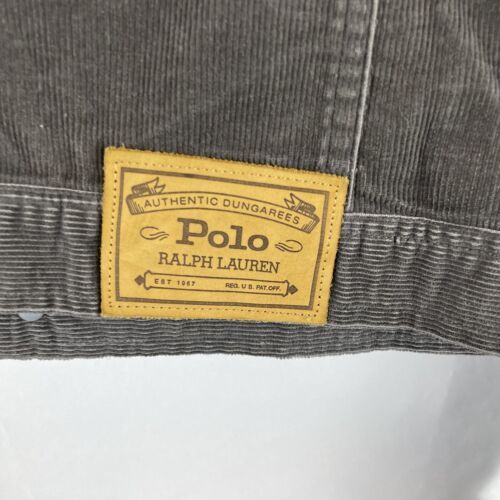 AUTHENTIC DUNGAREES
Polo
RALPH LAUREN
EST 1967 REG. U.S. PAT. OFF.